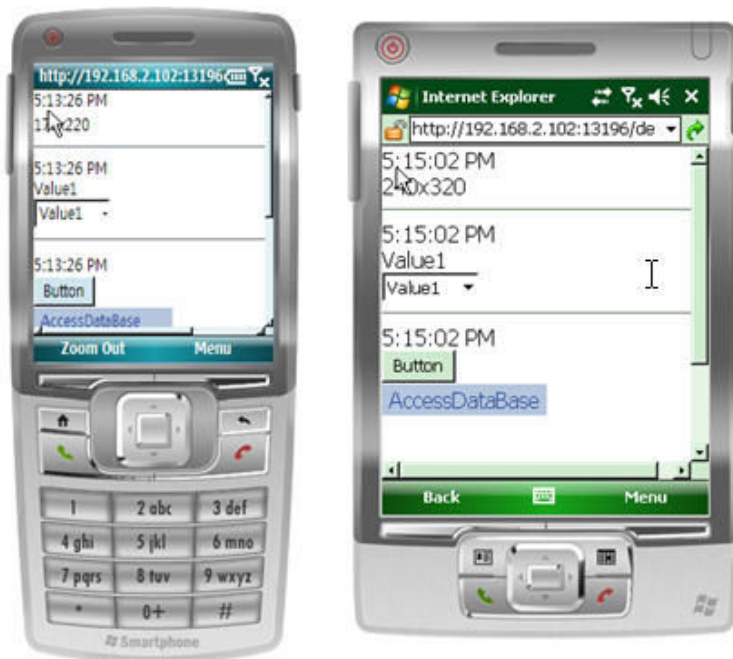 http://192.168.2.102:13196
5:13:26 PM
5:13:26 PM
Value1
Value1
5:13:26 PM
Button
AccessDataBase
Zoom Out Menu
1 2 abc 3 def
4 ghi 5 jkl 6 mno
7 pqrs 8 tuv 9 wxyz
* 0+ #
Smartphone
Internet Explorer
http://192.168.2.102:13196/de
5:15:02 PM
240x320
5:15:02 PM
Value1
Value1
5:15:02 PM
Button
AccessDataBase
Back Menu